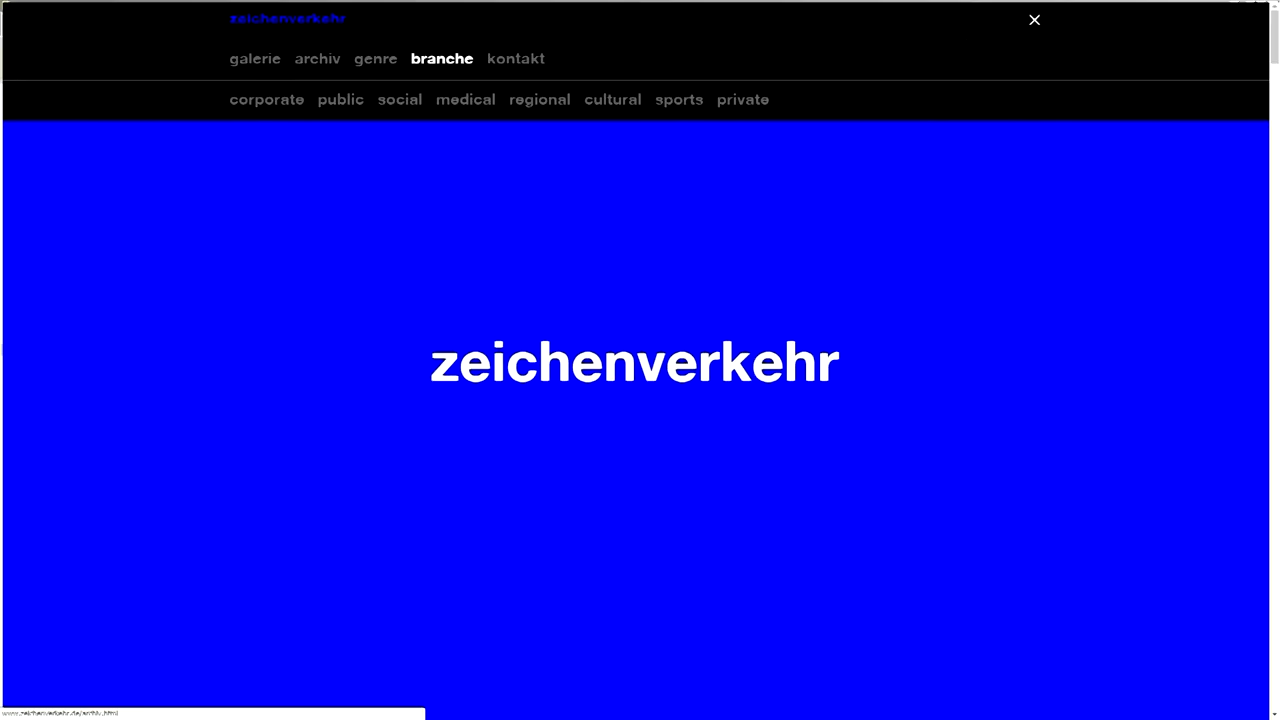 zeichenverkehr
galerie archiv genre branche kontakt
corporate public social medical regional cultural sports private
zeichenverkehr
www.zeichenverkehr.de/archiv.html